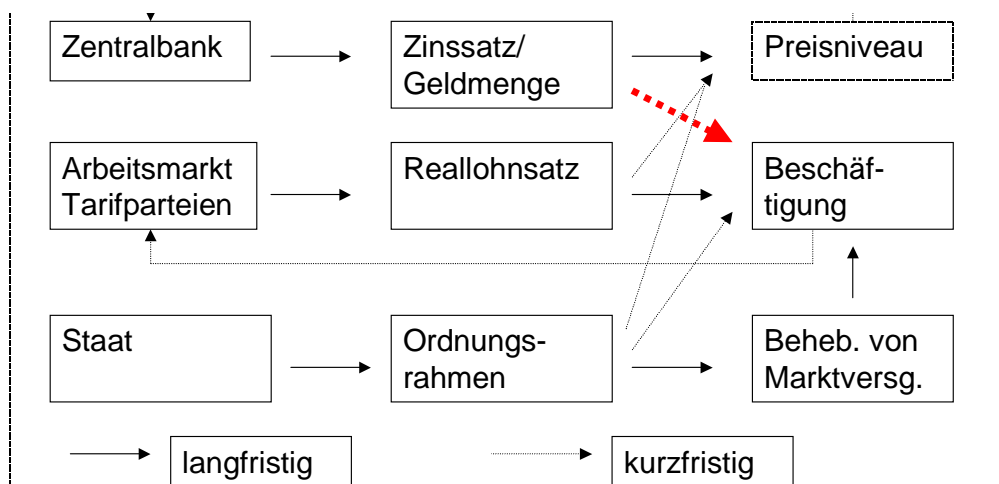 Zentralbank
Zinssatz/
Geldmenge
Preisniveau
Arbeitsmarkt
Tarifparteien
Reallohnsatz
Beschäf-
tigung
Staat
Ordnungs-
rahmen
Beheb. von
Marktversg.
langfristig
kurzfristig